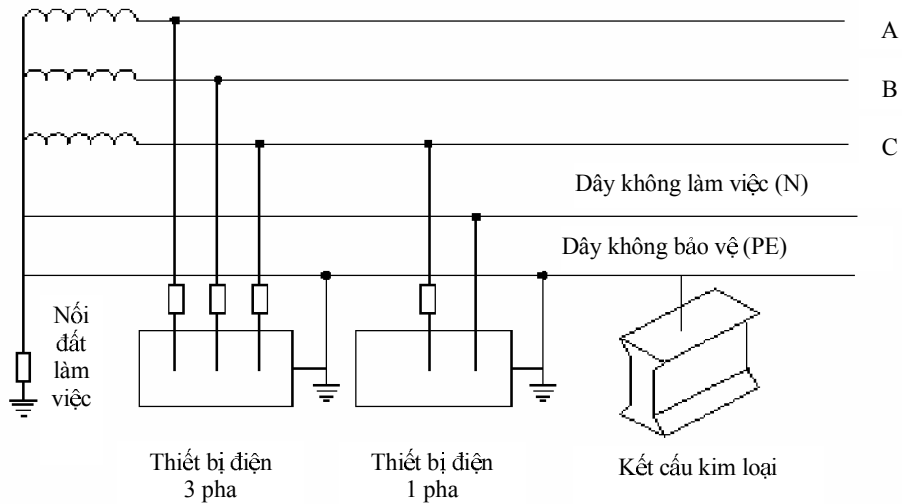 A
B
C
Dây không làm việc (N)
Dây không bảo vệ (PE)
Nối
đất
làm
việc
Thiết bị điện
3 pha
Thiết bị điện
1 pha
Kết cấu kim loại